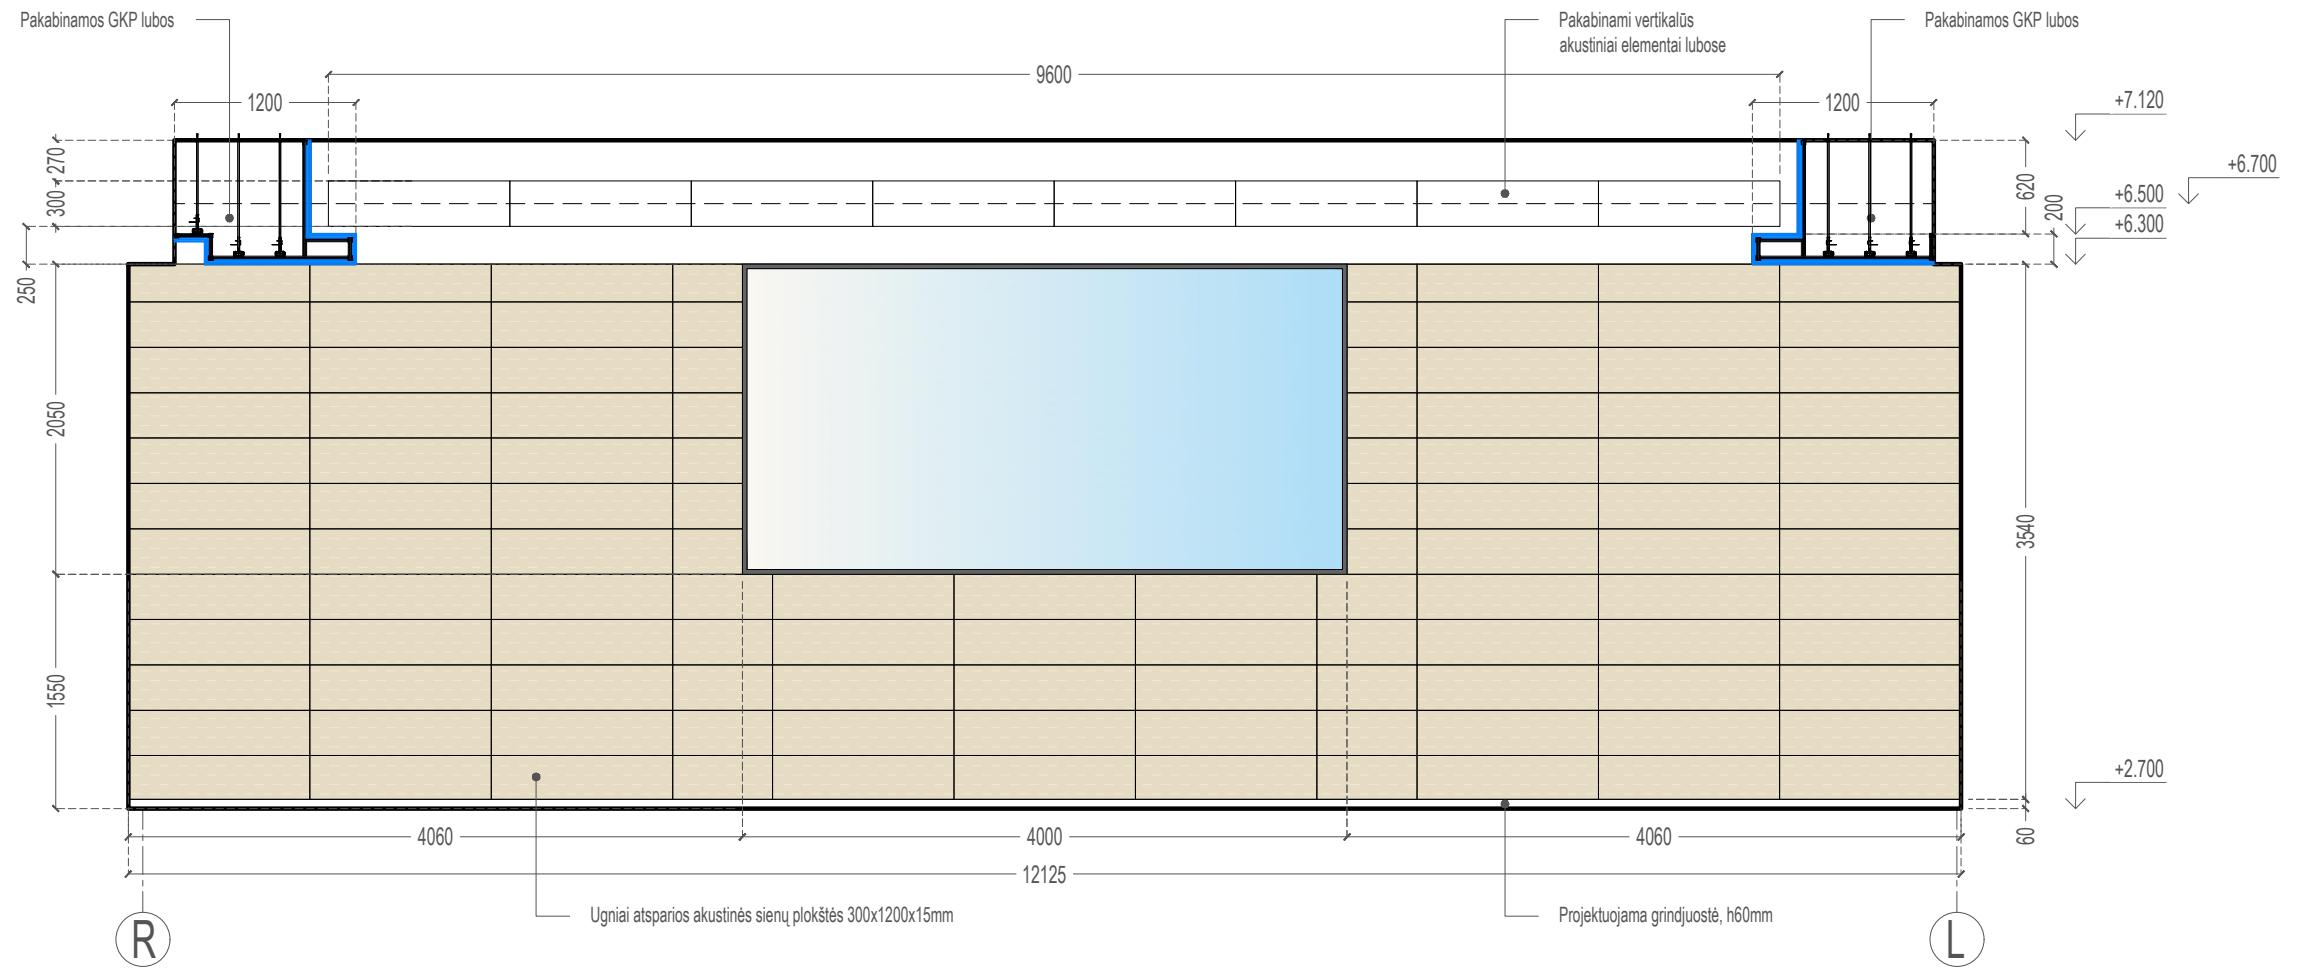 Pakabinamos GKP lubos
Pakabinami vertikalūs
akustiniai elementai lubose
Pakabinamos GKP lubos
9600
1200
1200
+7.120
+6.700
+6.500
+6.300
270
300
250
620
200
2050
1550
3540
+2.700
60
4060
4000
4060
12125
Ugniai atsparios akustinės sienų plokštės 300x1200x15mm
Projektuojama grindjuostė, h60mm
R
L